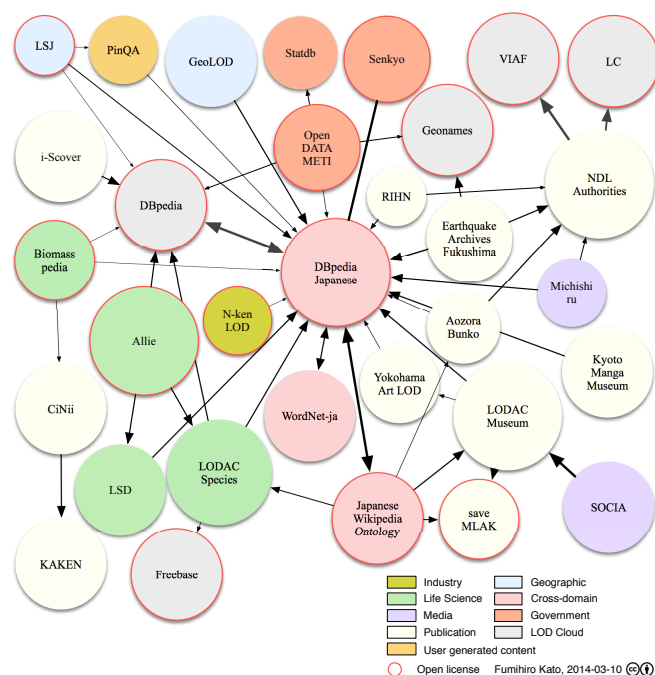 LSJ
PinQA
GeoLOD
Statdb
Senkyo
VIAF
LC
i-Scover
Open
DATA
METI
Geonames
NDL
Authorities
DBpedia
RIHN
Earthquake
Archives
Fukushima
Biomass
pedia
DBpedia
Japanese
Michishi
ru
N-ken
LOD
Allie
Aozora
Bunko
Kyoto
Manga
Museum
CiNii
WordNet-ja
Yokohama
Art LOD
LODAC
Museum
LSD
LODAC
Species
Japanese
Wikipedia
Ontology
save
MLAK
SOCIA
KAKEN
Freebase
Industry
Geographic
Life Science
Cross-domain
Media
Government
Publication
LOD Cloud
User generated content
Open license
Fumihiro Kato, 2014-03-10